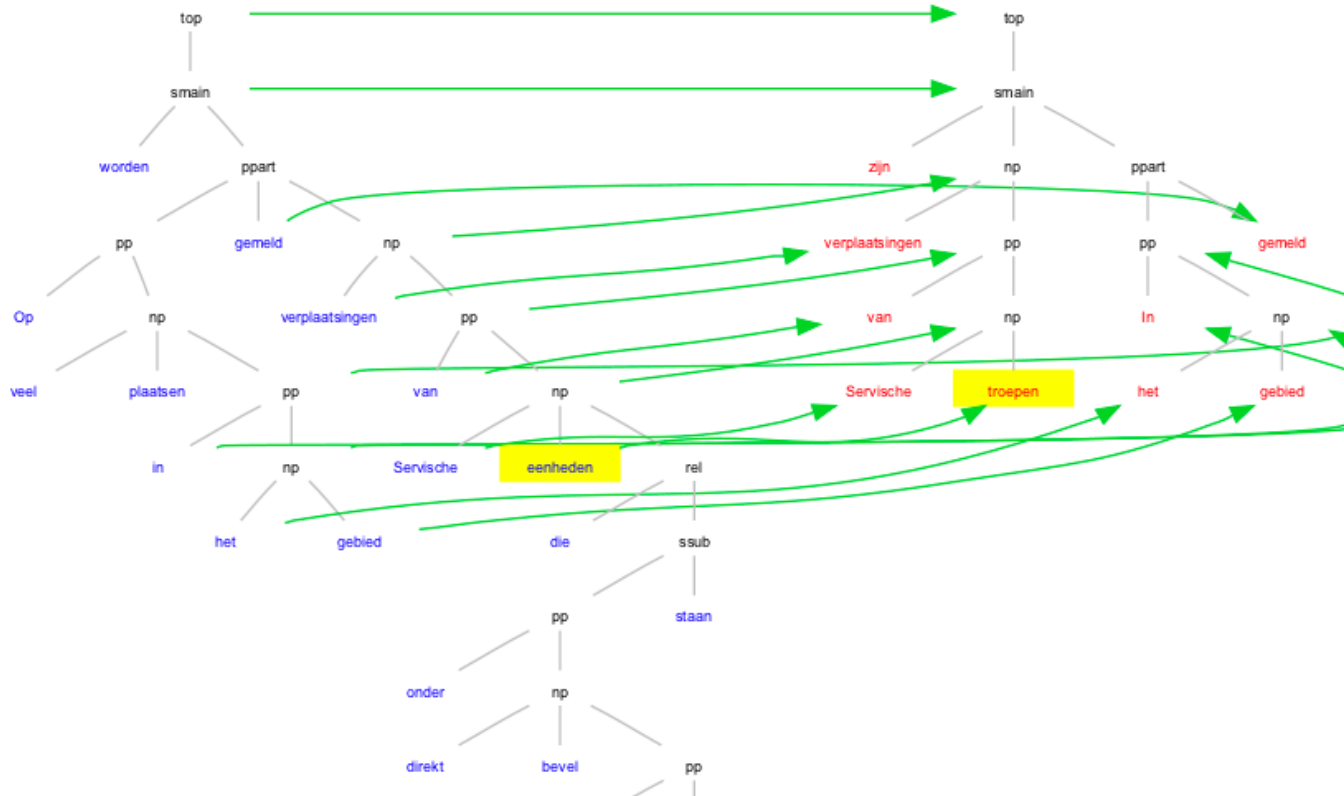 top top
smain smain
worden ppart zijn np ppart
pp gemeld np verplaatsingen pp pp gemeld
Op np verplaatsingen pp van np In np
veel plaatsen pp van np Servische troepen het gebied
in np Servische eenheden rel
het gebied die ssub
pp staan
onder np
direkt bevel pp